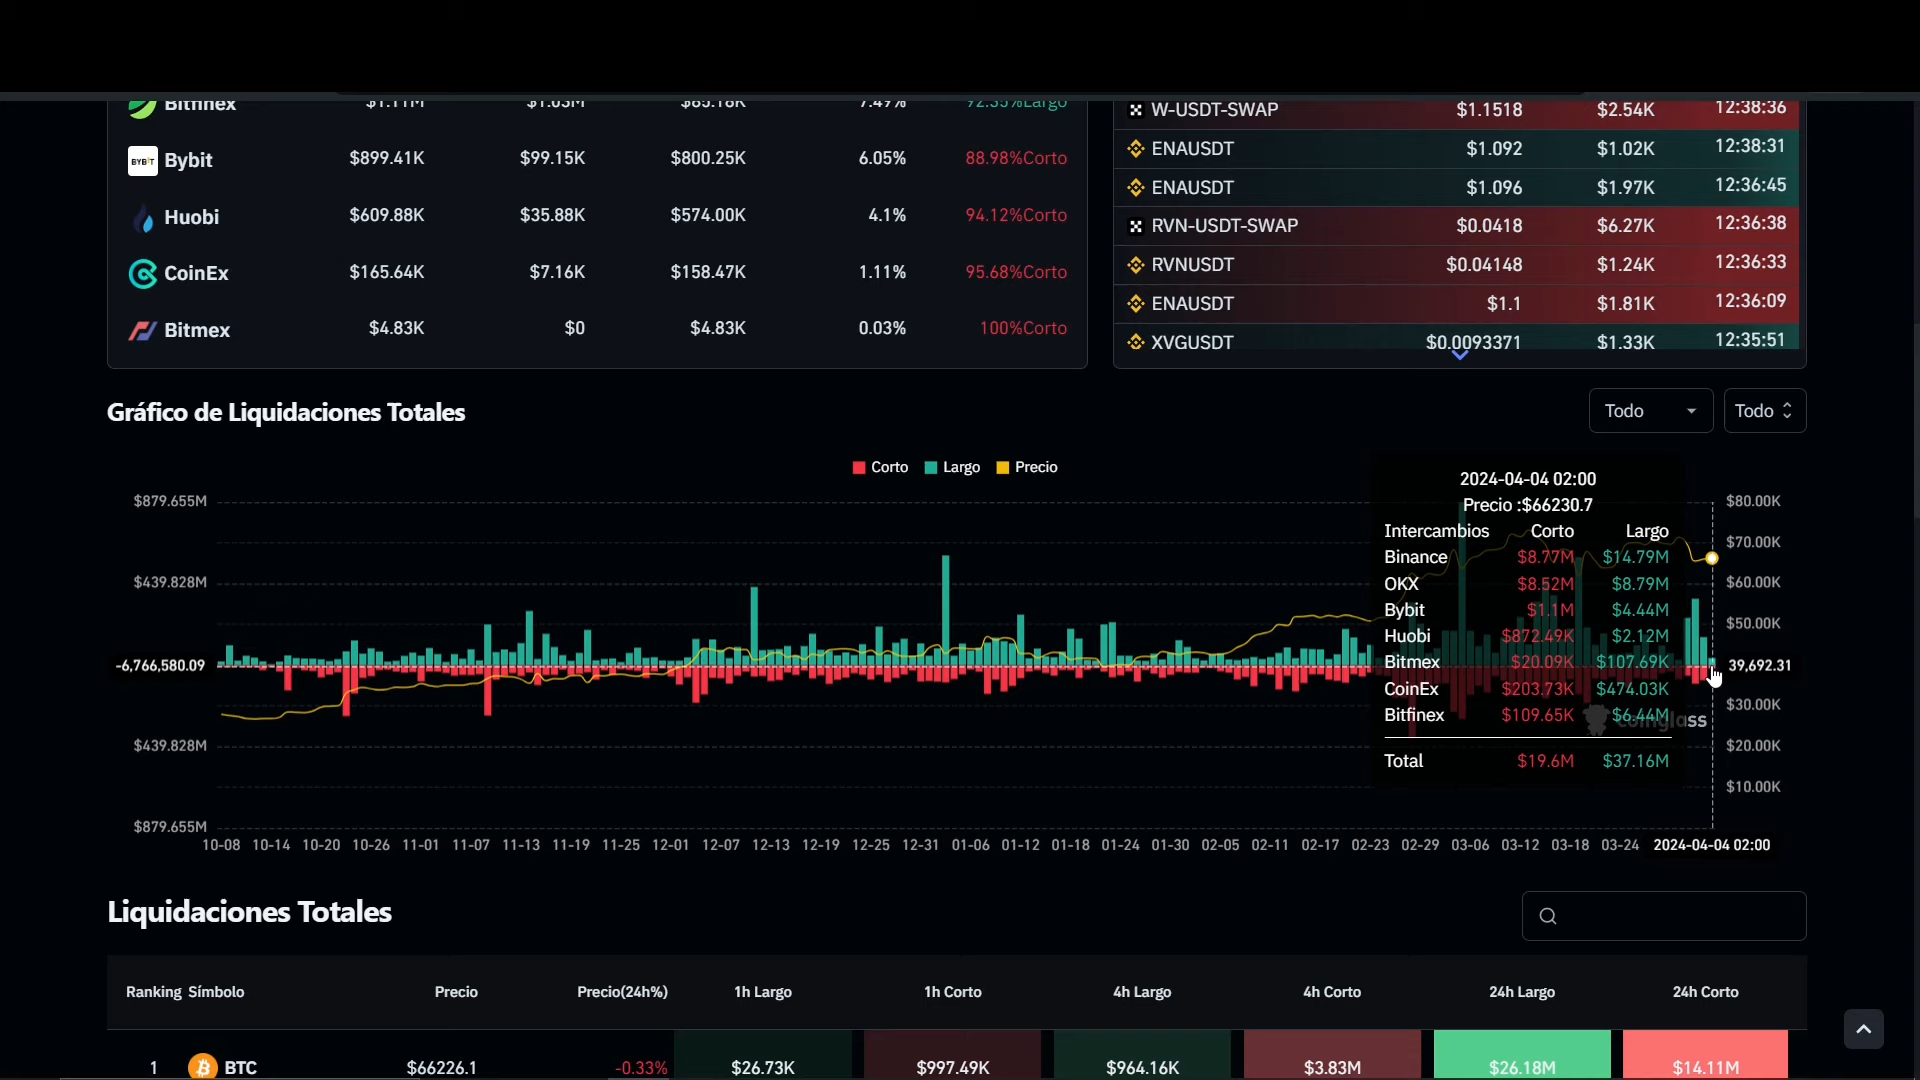 Bitfinex $1.11M $1.03M $85.18K 7.49% 92.35%Largo
Bybit $899.41K $99.15K $800.25K 6.05% 88.98%Corto
Huobi $609.88K $35.88K $574.00K 4.1% 94.12%Corto
CoinEx $165.64K $7.16K $158.47K 1.11% 95.68%Corto
Bitmex $4.83K $0 $4.83K 0.03% 100%Corto
W-USDT-SWAP $1.1518 $2.54K 12:38:36
ENAUSDT $1.092 $1.02K 12:38:31
ENAUSDT $1.096 $1.97K 12:36:45
RVN-USDT-SWAP $0.0418 $6.27K 12:36:38
RVNUSDT $0.04148 $1.24K 12:36:33
ENAUSDT $1.1 $1.81K 12:36:09
XVGUSDT $0.0093371 $1.33K 12:35:51
Gráfico de Liquidaciones Totales
Todo Todo
Corto Largo Precio
$879.655M
$439.828M
-6,766,580.09
$439.828M
$879.655M
2024-04-04 02:00
Precio :$66230.7
Intercambios Corto Largo
Binance $8.77M $14.79M
OKX $8.52M $8.79M
Bybit $1.1M $4.44M
Huobi $872.49K $2.12M
Bitmex $20.09K $107.69K
CoinEx $203.73K $474.03K
Bitfinex $109.65K $6.44M
Total $19.6M $37.16M
coinglass
$80.00K
$70.00K
$60.00K
$50.00K
39,692.31
$30.00K
$20.00K
$10.00K
10-08 10-14 10-20 10-26 11-01 11-07 11-13 11-19 11-25 12-01 12-07 12-13 12-19 12-25 12-31 01-06 01-12 01-18 01-24 01-30 02-05 02-11 02-17 02-23 02-29 03-06 03-12 03-18 03-24 2024-04-04 02:00
Liquidaciones Totales
Ranking Símbolo Precio Precio(24h%) 1h Largo 1h Corto 4h Largo 4h Corto 24h Largo 24h Corto
1 BTC $66226.1 -0.33% $26.73K $997.49K $964.16K $3.83M $26.18M $14.11M